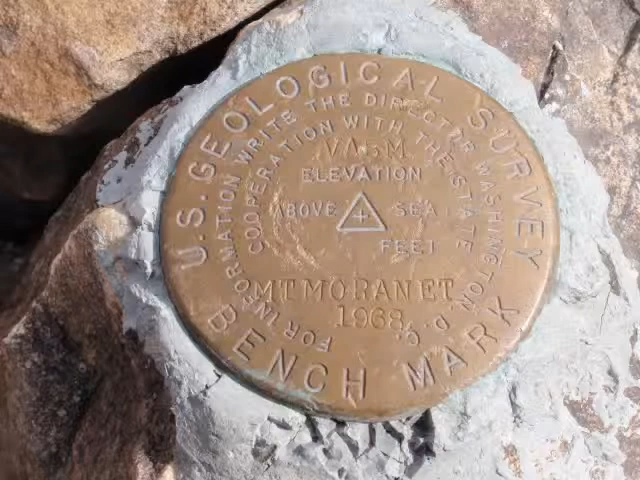 U.S. GEOLOGICAL SURVEY
FOR INFORMATION WRITE THE DIRECTOR WASHINGTON, D. C.
COOPERATION WITH THE STATE
ELEVATION
ABOVE SEA
FEET
MT MORAN ET
1968
BENCH MARK